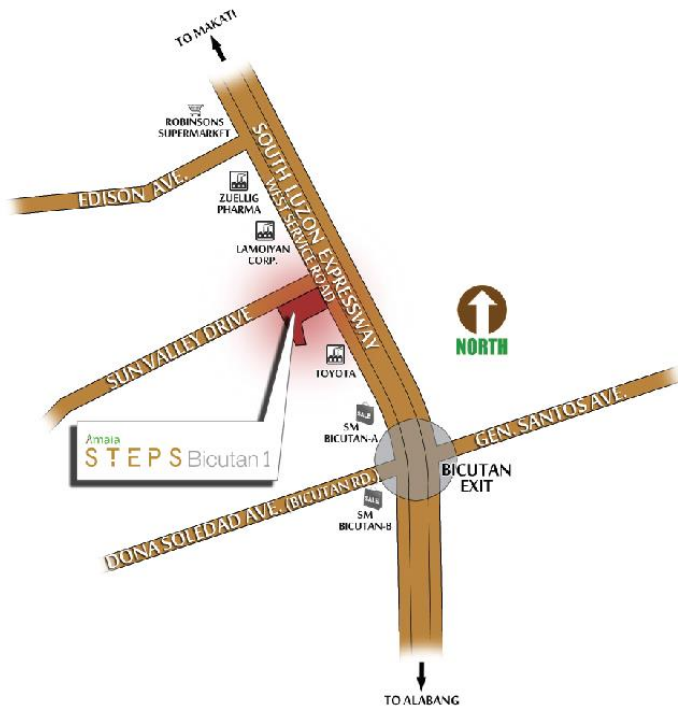 TO MAKATI
ROBINSONS
SUPERMARKET
EDISON AVE.
ZUELLIG
PHARMA
LAMOIYAN
CORP.
SOUTH LUZON EXPRESSWAY
WEST SERVICE ROAD
SUN VALLEY DRIVE
NORTH
TOYOTA
Amaia
STEPS Bicutan 1
SALE
SM
BICUTAN-A
GEN. SANTOS AVE.
BICUTAN
EXIT
DONA SOLEDAD AVE. (BICUTAN RD.)
SALE
SM
BICUTAN-B
TO ALABANG